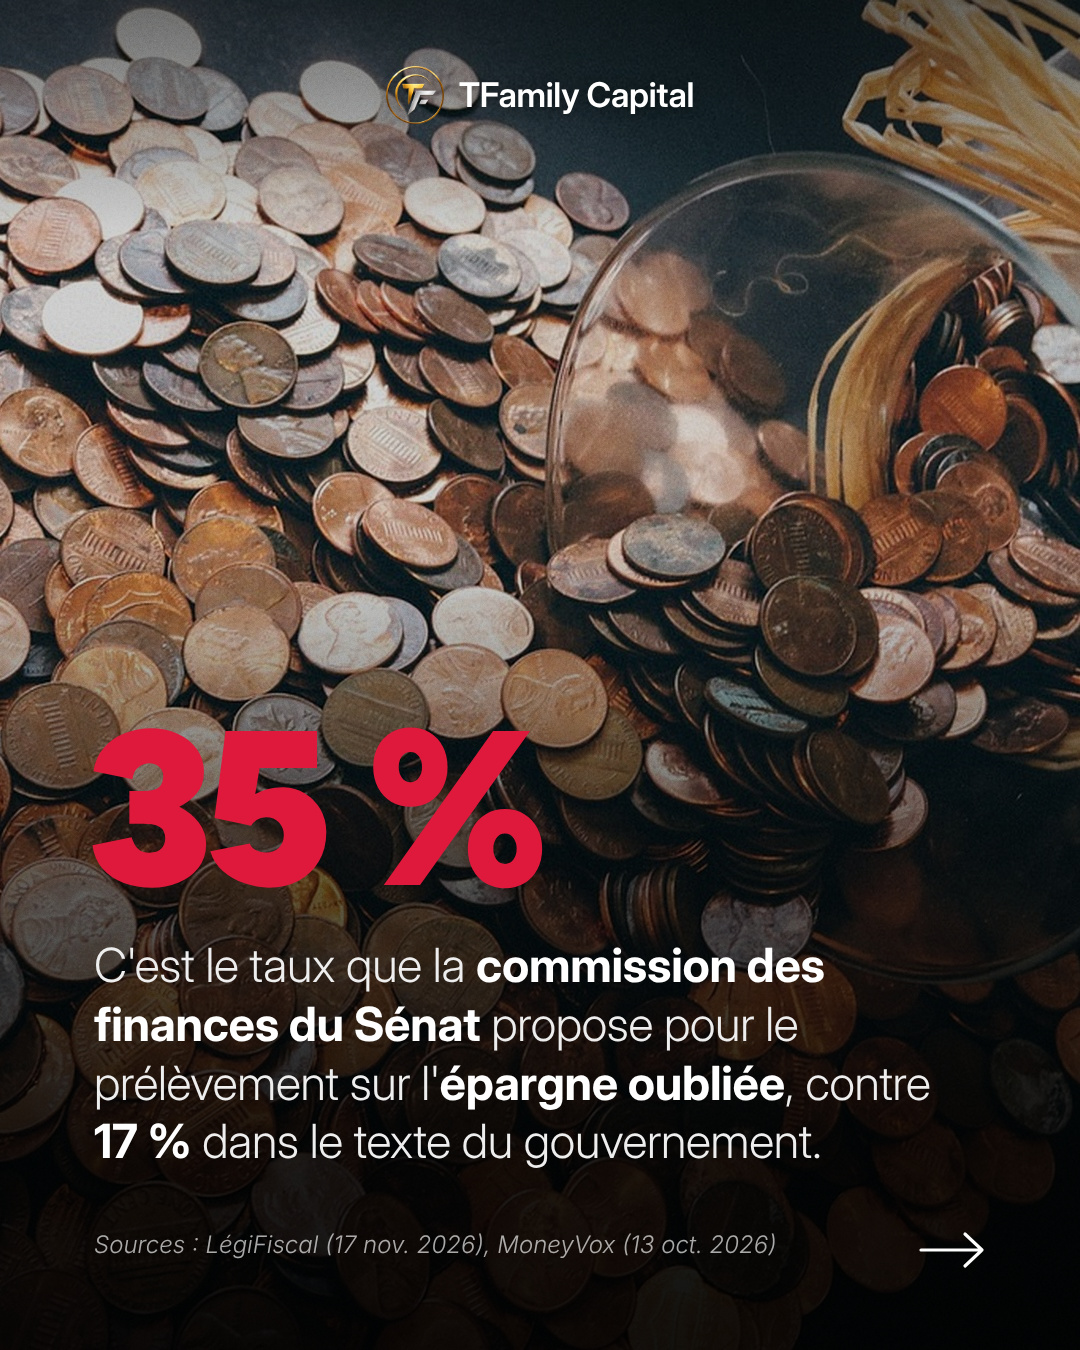 TF TFamily Capital
35 %
C'est le taux que la commission des
finances du Sénat propose pour le
prélèvement sur l'épargne oubliée, contre
17 % dans le texte du gouvernement.
Sources : LégiFiscal (17 nov. 2026), MoneyVox (13 oct. 2026)